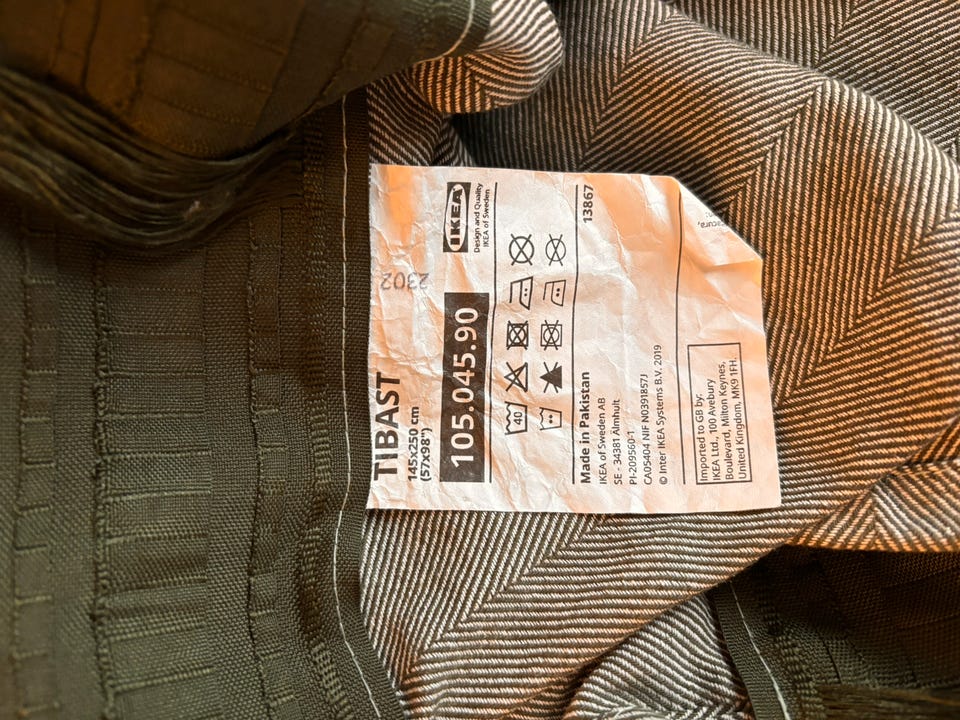 TIBAST
145x250 cm
(57x98")
2302
105.045.90
IKEA
Design and Quality
IKEA of Sweden
40
Made in Pakistan
13867
IKEA of Sweden AB
SE - 34381 Älmhult
PI-209560-1
CA05404 NIF N0391857J
© Inter IKEA Systems B.V. 2019
Imported to GB by:
IKEA Ltd., 100 Avebury
Boulevard, Milton Keynes,
United Kingdom, MK9 1FH.